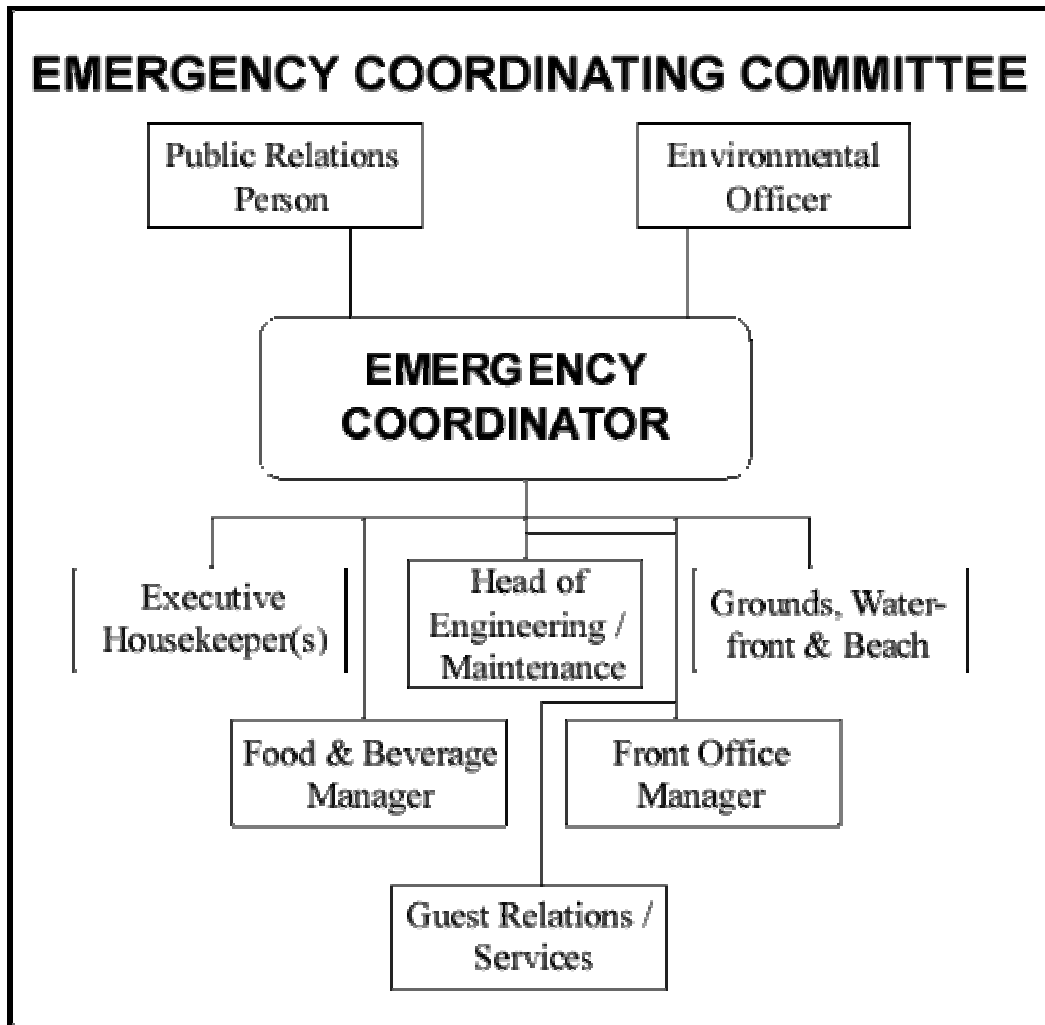 EMERGENCY COORDINATING COMMITTEE
Public Relations
Person
Environmental
Officer
EMERGENCY
COORDINATOR
Executive
Housekeeper(s)
Head of
Engineering /
Maintenance
Grounds, Water-
front & Beach
Food & Beverage
Manager
Front Office
Manager
Guest Relations /
Services